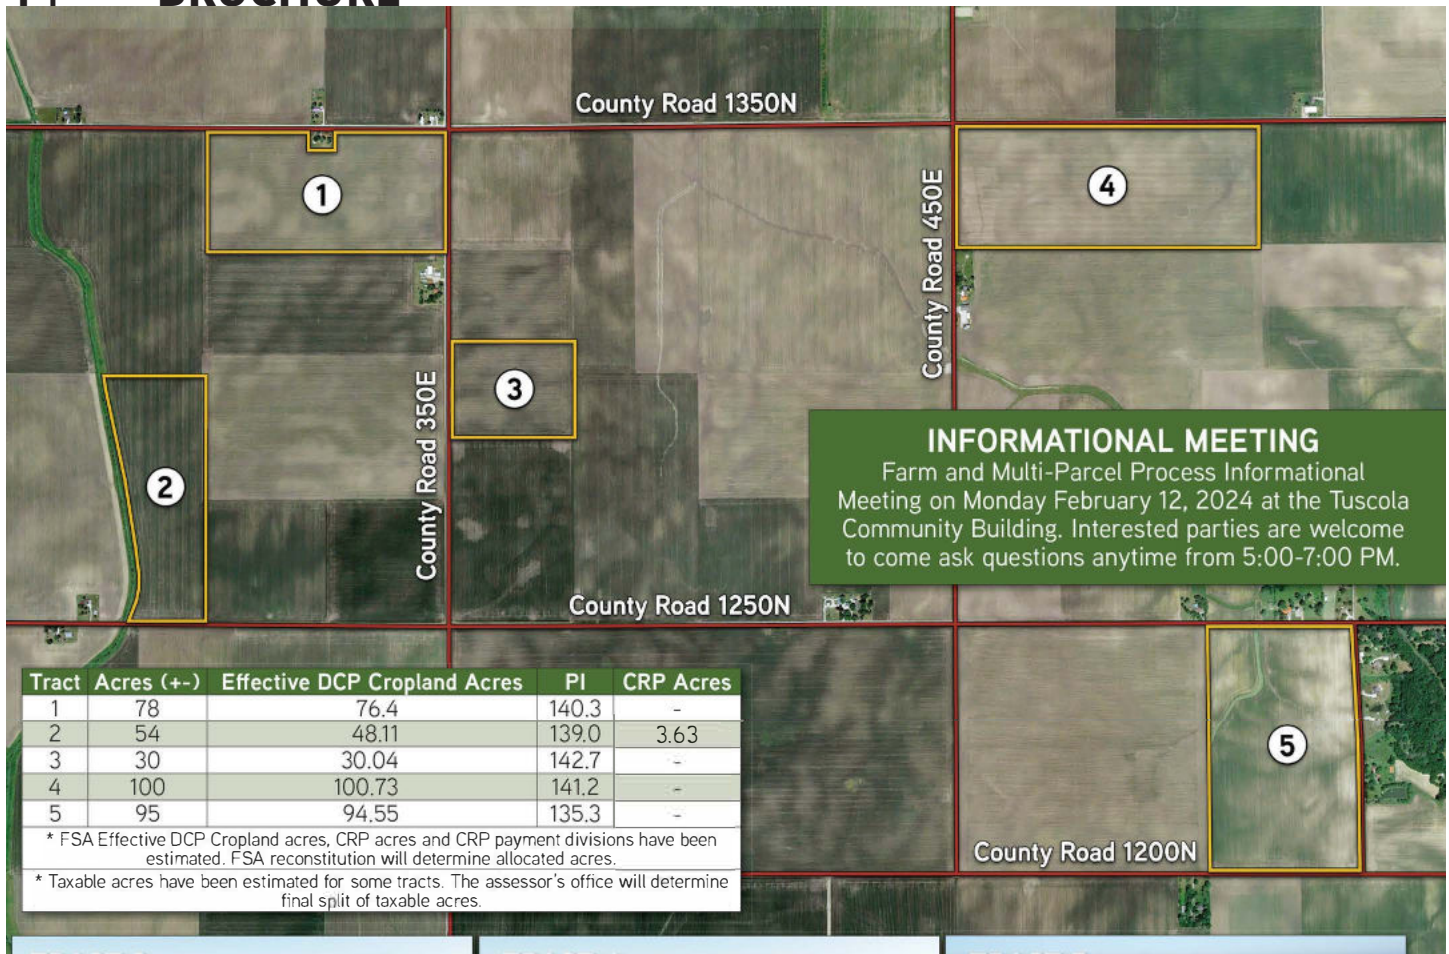 BROCHURE
County Road 1350N
1
4
County Road 450E
County Road 350E
3
2
INFORMATIONAL MEETING
Farm and Multi-Parcel Process Informational
Meeting on Monday February 12, 2024 at the Tuscola
Community Building. Interested parties are welcome
to come ask questions anytime from 5:00-7:00 PM.
County Road 1250N
Tract Acres (+-) Effective DCP Cropland Acres PI CRP Acres
1 78 76.4 140.3 -
2 54 48.11 139.0 3.63
3 30 30.04 142.7 -
4 100 100.73 141.2 -
5 95 94.55 135.3 -
* FSA Effective DCP Cropland acres, CRP acres and CRP payment divisions have been
estimated. FSA reconstitution will determine allocated acres.
* Taxable acres have been estimated for some tracts. The assessor's office will determine
final split of taxable acres.
5
County Road 1200N